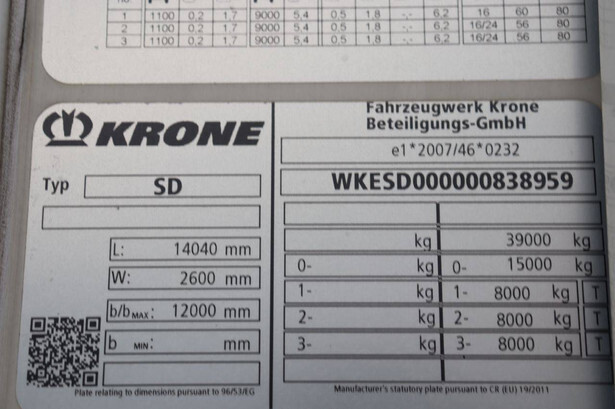 1 1100 0,2 1,7 9000 5,4 0,5 1,8 -,- 6,2 16 60 80
2 1100 0,2 1,7 9000 5,4 0,5 1,8 -,- 6,2 16/24 56 80
3 1100 0,2 1,7 9000 5,4 0,5 1,8 -,- 6,2 16/24 56 80
KRONE
Typ SD
L: 14040 mm
W: 2600 mm
b/b MAX: 12000 mm
b MIN: mm
Plate relating to dimensions pursuant to 96/53/EG
Fahrzeugwerk Krone
Beteiligungs-GmbH
e1*2007/46*0232
WKESD000000838959
kg 39000 kg
0- kg 0- 15000 kg
1- kg 1- 8000 kg T
2- kg 2- 8000 kg T
3- kg 3- 8000 kg T
Manufacturer's statutory plate pursuant to CR (EU) 19/2011